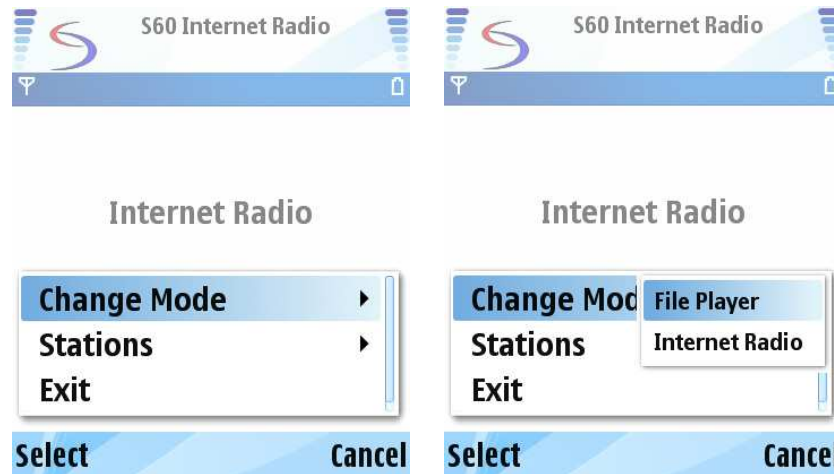 S60 Internet Radio
Internet Radio
Change Mode
Stations
Exit
Select Cancel
S60 Internet Radio
Internet Radio
Change Mod
File Player
Stations
Internet Radio
Exit
Select Cance